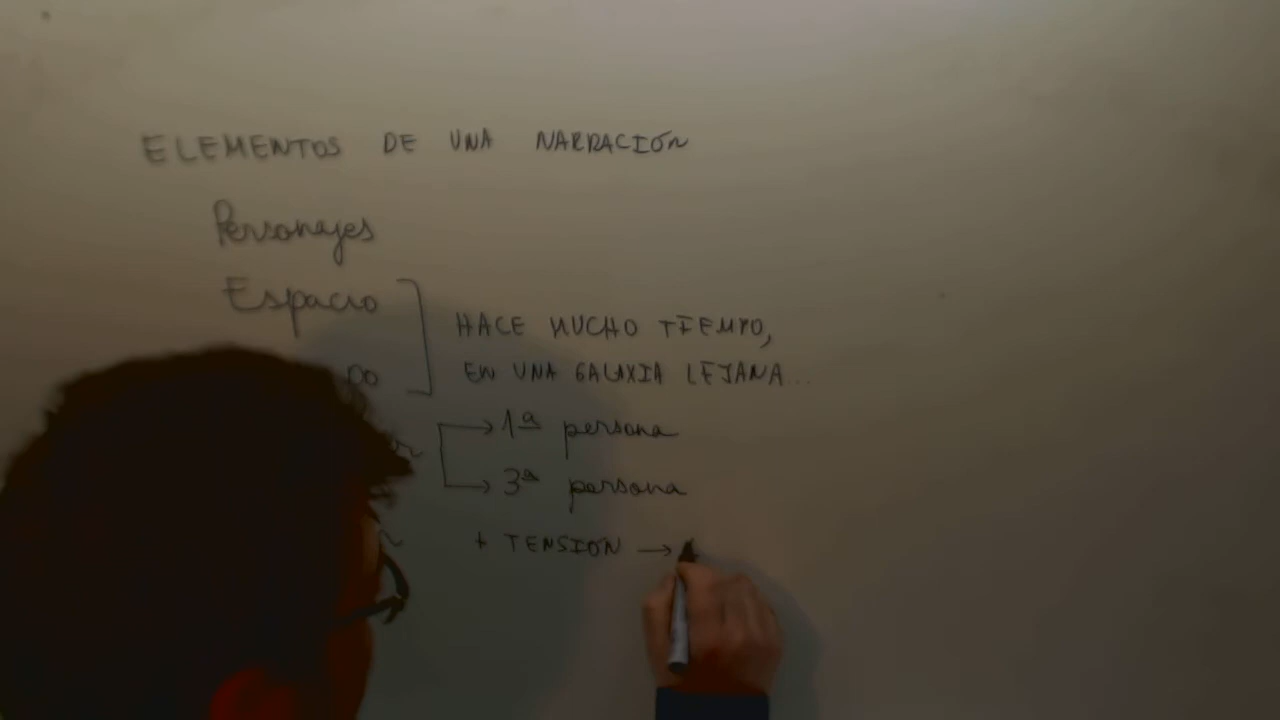 ELEMENTOS DE UNA NARRACIÓN
Personajes
Espacio
HACE MUCHO TIEMPO,
EN UNA GALAXIA LEJANA...
1ª persona
3ª persona
+ TENSIÓN →